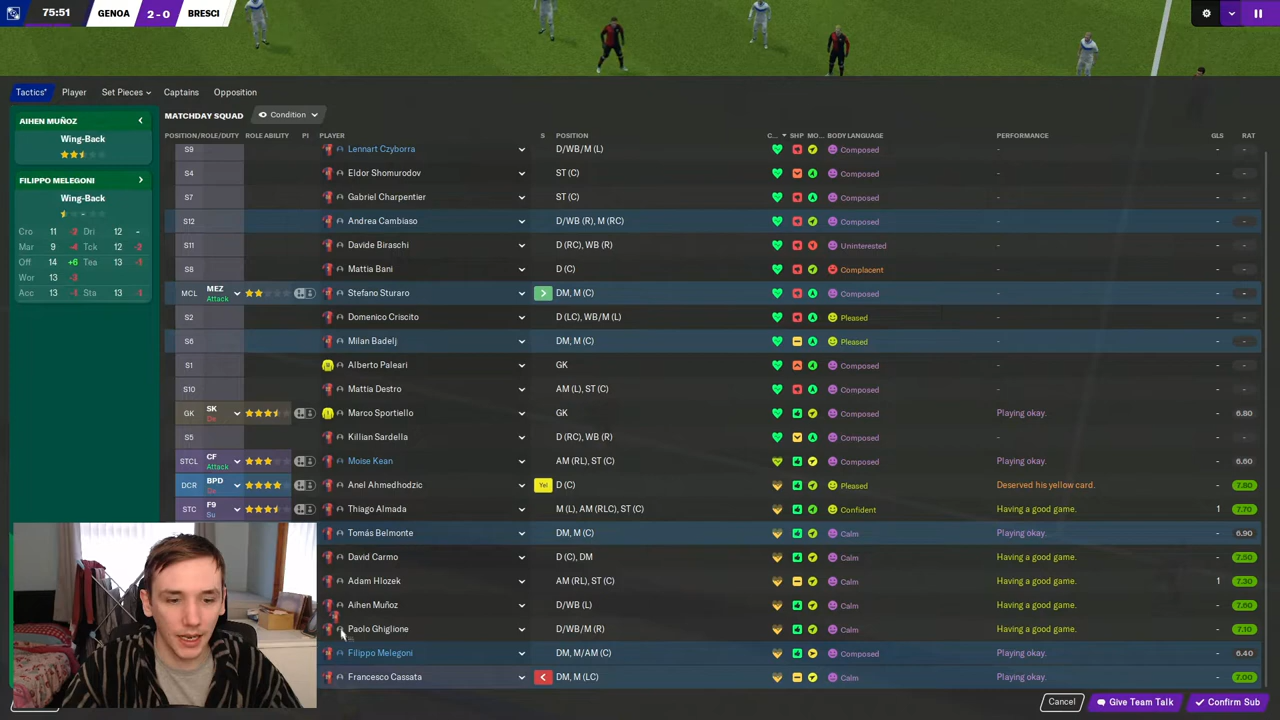 75:51 GENOA 2 - 0 BRESCI
Tactics* Player Set Pieces Captains Opposition
AIHEN MUÑOZ
Wing-Back
FILIPPO MELEGONI
Wing-Back
Cro 11 -2 Dri 12 -
Mar 9 -4 Tck 12 -2
Off 14 +6 Tea 13 -1
Wor 13 -3
Acc 13 -1 Sta 13 -1
MATCHDAY SQUAD Condition
POSITION/ROLE/DUTY ROLE ABILITY PI PLAYER S POSITION C... SHP MO... BODY LANGUAGE PERFORMANCE GLS RAT
S9 Lennart Czyborra D/WB/M (L) Composed - - -
S4 Eldor Shomurodov ST (C) Composed - - -
S7 Gabriel Charpentier ST (C) Composed - - -
S12 Andrea Cambiaso D/WB (R), M (RC) Composed - - -
S11 Davide Biraschi D (RC), WB (R) Uninterested - - -
S8 Mattia Bani D (C) Complacent - - -
MCL MEZ Attack Stefano Sturaro DM, M (C) Composed - - -
S2 Domenico Criscito D (LC), WB/M (L) Pleased - - -
S6 Milan Badelj DM, M (C) Pleased - - -
S1 Alberto Paleari GK Composed - - -
S10 Mattia Destro AM (L), ST (C) Composed - - -
GK SK De Marco Sportiello GK Composed Playing okay. - 6.80
S5 Killian Sardella D (RC), WB (R) Composed - - -
STCL CF Attack Moise Kean AM (RL), ST (C) Composed Playing okay. - 6.60
DCR BPD De Anel Ahmedhodzic Yel D (C) Pleased Deserved his yellow card. - 7.80
STC F9 Su Thiago Almada M (L), AM (RLC), ST (C) Confident Having a good game. 1 7.70
Tomás Belmonte DM, M (C) Calm Playing okay. - 6.90
David Carmo D (C), DM Calm Having a good game. - 7.30
Adam Hlozek AM (RL), ST (C) Calm Having a good game. 1 7.30
Aihen Muñoz D/WB (L) Calm Having a good game. - 7.60
Paolo Ghiglione D/WB/M (R) Calm Having a good game. - 7.10
Filippo Melegoni DM, M/AM (C) Composed Playing okay. - 6.40
Francesco Cassata DM, M (LC) Calm Playing okay. - 7.00
Cancel Give Team Talk Confirm Sub